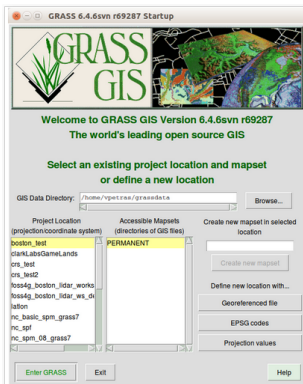 GRASS 6.4.6svn r69287 Startup
GRASS
GIS
Welcome to GRASS GIS Version 6.4.6svn r69287
The world's leading open source GIS
Select an existing project location and mapset
or define a new location
GIS Data Directory: /home/vpetras/grassdata Browse...
Project Location
(projection/coordinate system)
Accessible Mapsets
(directories of GIS files)
Create new mapset in selected
location
boston_test
clarkLabsGameLands
crs_test
crs_test2
foss4g_boston_lidar_works
foss4g_boston_lidar_ws_de
lation
nc_basic_spm_grass7
nc_spf
nc_spm_08_grass7
PERMANENT
Create new mapset
Define new location with...
Georeferenced file
EPSG codes
Projection values
Enter GRASS Exit Help